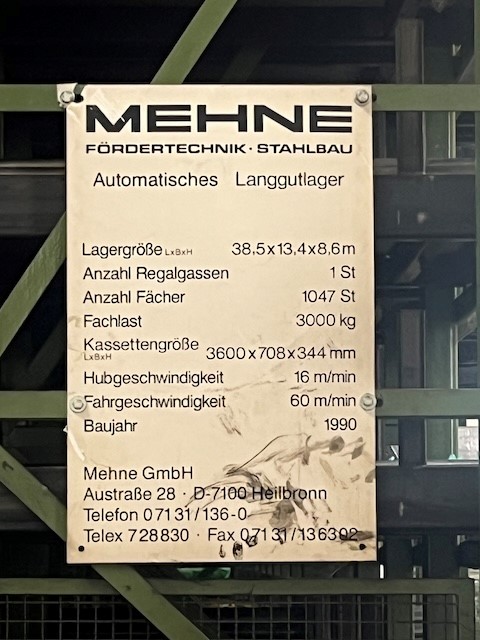 MEHNE
FÖRDERTECHNIK · STAHLBAU
Automatisches Langgutlager
Lagergröße LxBxH 38,5x13,4x8,6m
Anzahl Regalgassen 1 St
Anzahl Fächer 1047 St
Fachlast 3000 kg
Kassettengröße
LxBxH 3600x708x344 mm
Hubgeschwindigkeit 16 m/min
Fahrgeschwindigkeit 60 m/min
Baujahr 1990
Mehne GmbH
Austraße 28 · D-7100 Heilbronn
Telefon 07131/136-0
Telex 728830 · Fax 07131/136302